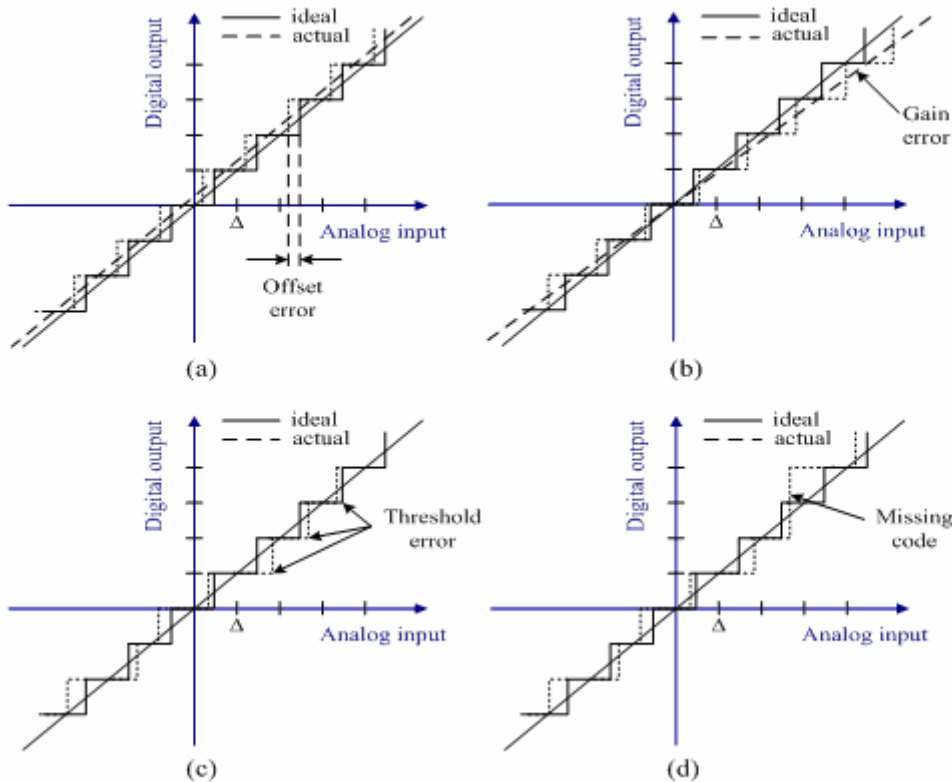 ideal
actual
Digital output
Δ
Analog input
Offset
error
(a)
ideal
actual
Digital output
Gain
error
Δ
Analog input
(b)
ideal
actual
Digital output
Threshold
error
Δ
Analog input
(c)
ideal
actual
Digital output
Missing
code
Δ
Analog input
(d)